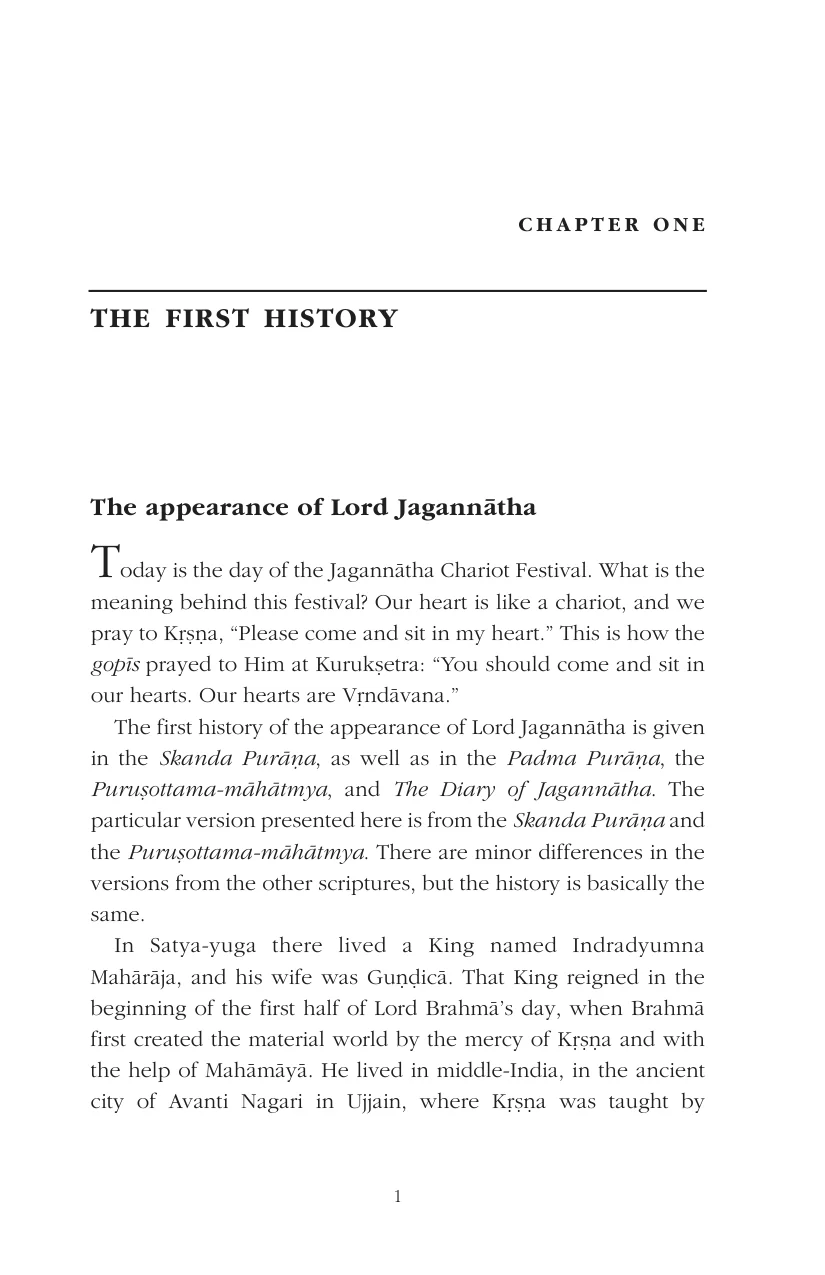 CHAPTER ONE
THE FIRST HISTORY
The appearance of Lord Jagannātha
Today is the day of the Jagannātha Chariot Festival. What is the
meaning behind this festival? Our heart is like a chariot, and we
pray to Kṛṣṇa, “Please come and sit in my heart.” This is how the
gopīs prayed to Him at Kurukṣetra: “You should come and sit in
our hearts. Our hearts are Vṛndāvana.”
The first history of the appearance of Lord Jagannātha is given
in the Skanda Purāṇa, as well as in the Padma Purāṇa, the
Puruṣottama-māhātmya, and The Diary of Jagannātha. The
particular version presented here is from the Skanda Purāṇa and
the Puruṣottama-māhātmya. There are minor differences in the
versions from the other scriptures, but the history is basically the
same.
In Satya-yuga there lived a King named Indradyumna
Mahārāja, and his wife was Guṇḍicā. That King reigned in the
beginning of the first half of Lord Brahmā’s day, when Brahmā
first created the material world by the mercy of Kṛṣṇa and with
the help of Mahāmāyā. He lived in middle-India, in the ancient
city of Avanti Nagari in Ujjain, where Kṛṣṇa was taught by
1